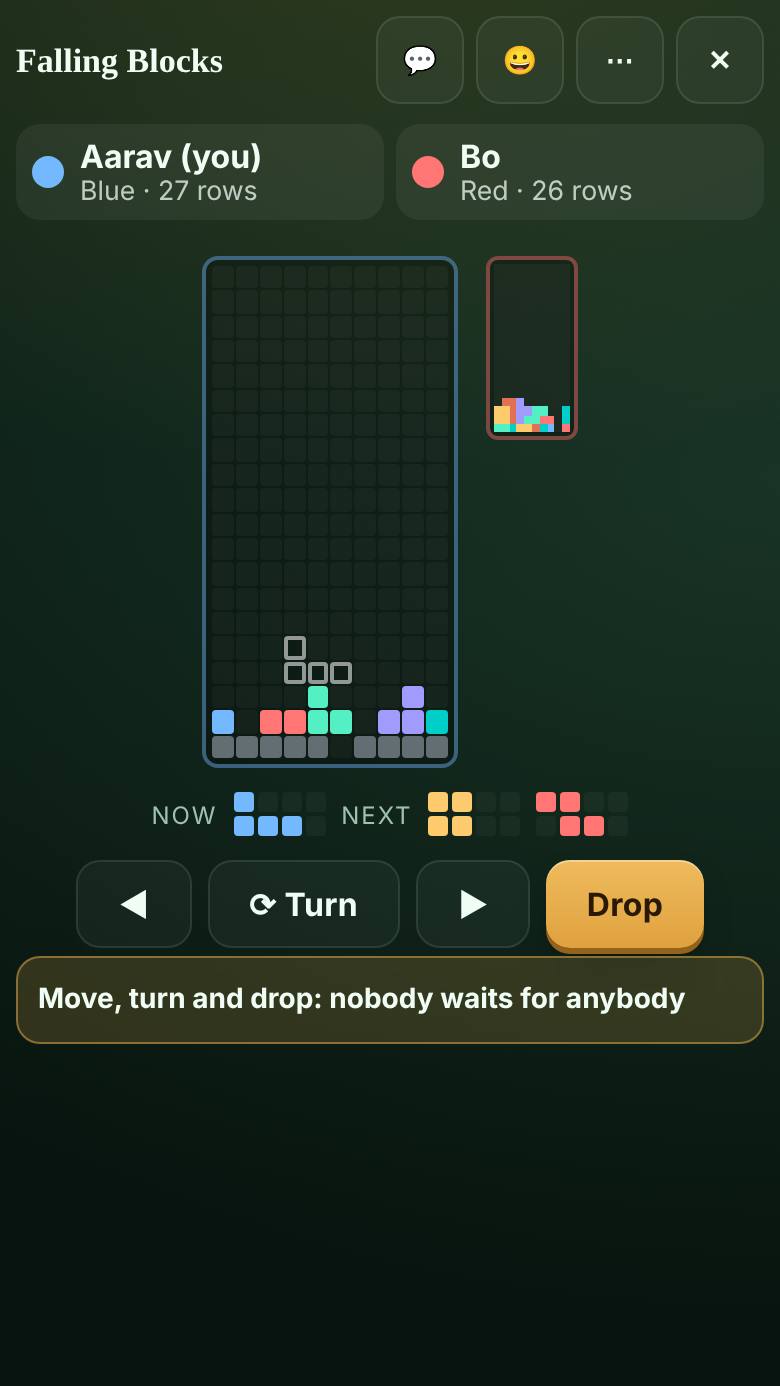 Falling Blocks
Aarav (you)
Blue · 27 rows
Bo
Red · 26 rows
NOW
NEXT
⟳ Turn
Drop
Move, turn and drop: nobody waits for anybody